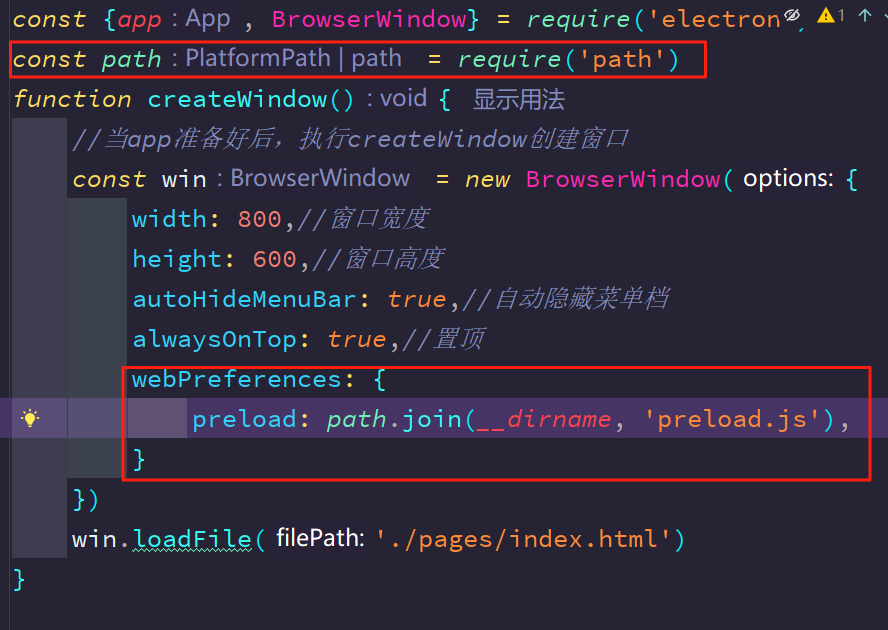 const {app : App , BrowserWindow} = require('electron 1
const path : PlatformPath | path = require('path')
function createWindow() : void { 显示用法
//当app准备好后，执行createWindow创建窗口
const win : BrowserWindow = new BrowserWindow( options: {
width: 800,//窗口宽度
height: 600,//窗口高度
autoHideMenuBar: true,//自动隐藏菜单档
alwaysOnTop: true,//置顶
webPreferences: {
preload: path.join(__dirname, 'preload.js'),
}
})
win.loadFile( filePath: './pages/index.html')
}